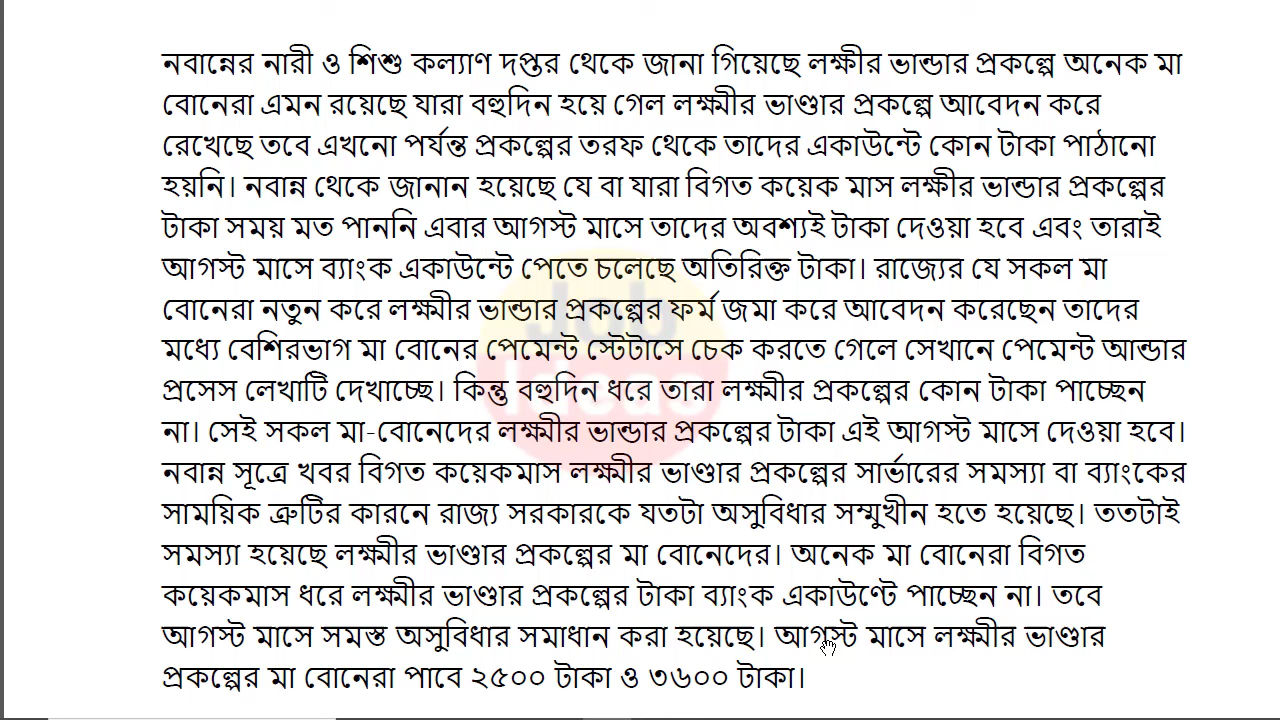 নবান্নের নারী ও শিশু কল্যাণ দপ্তর থেকে জানা গিয়েছে লক্ষীর ভান্ডার প্রকল্পে অনেক মা
বোনেরা এমন রয়েছে যারা বহুদিন হয়ে গেল লক্ষ্মীর ভাণ্ডার প্রকল্পে আবেদন করে
রেখেছে তবে এখনো পর্যন্ত প্রকল্পের তরফ থেকে তাদের একাউন্টে কোন টাকা পাঠানো
হয়নি। নবান্ন থেকে জানান হয়েছে যে বা যারা বিগত কয়েক মাস লক্ষীর ভান্ডার প্রকল্পের
টাকা সময় মত পাননি এবার আগস্ট মাসে তাদের অবশ্যই টাকা দেওয়া হবে এবং তারাই
আগস্ট মাসে ব্যাংক একাউন্টে পেতে চলেছে অতিরিক্ত টাকা। রাজ্যের যে সকল মা
বোনেরা নতুন করে লক্ষ্মীর ভান্ডার প্রকল্পের ফর্ম জমা করে আবেদন করেছেন তাদের
মধ্যে বেশিরভাগ মা বোনের পেমেন্ট স্টেটাসে চেক করতে গেলে সেখানে পেমেন্ট আন্ডার
প্রসেস লেখাটি দেখাচ্ছে। কিন্তু বহুদিন ধরে তারা লক্ষ্মীর প্রকল্পের কোন টাকা পাচ্ছেন
না। সেই সকল মা-বোনেদের লক্ষ্মীর ভান্ডার প্রকল্পের টাকা এই আগস্ট মাসে দেওয়া হবে।
নবান্ন সূত্রে খবর বিগত কয়েকমাস লক্ষ্মীর ভাণ্ডার প্রকল্পের সার্ভারের সমস্যা বা ব্যাংকের
সাময়িক ত্রুটির কারনে রাজ্য সরকারকে যতটা অসুবিধার সম্মুখীন হতে হয়েছে। ততটাই
সমস্যা হয়েছে লক্ষ্মীর ভাণ্ডার প্রকল্পের মা বোনেদের। অনেক মা বোনেরা বিগত
কয়েকমাস ধরে লক্ষ্মীর ভাণ্ডার প্রকল্পের টাকা ব্যাংক একাউণ্টে পাচ্ছেন না। তবে
আগস্ট মাসে সমস্ত অসুবিধার সমাধান করা হয়েছে। আগস্ট মাসে লক্ষ্মীর ভাণ্ডার
প্রকল্পের মা বোনেরা পাবে ২৫০০ টাকা ও ৩৬০০ টাকা।
Job
Ideas